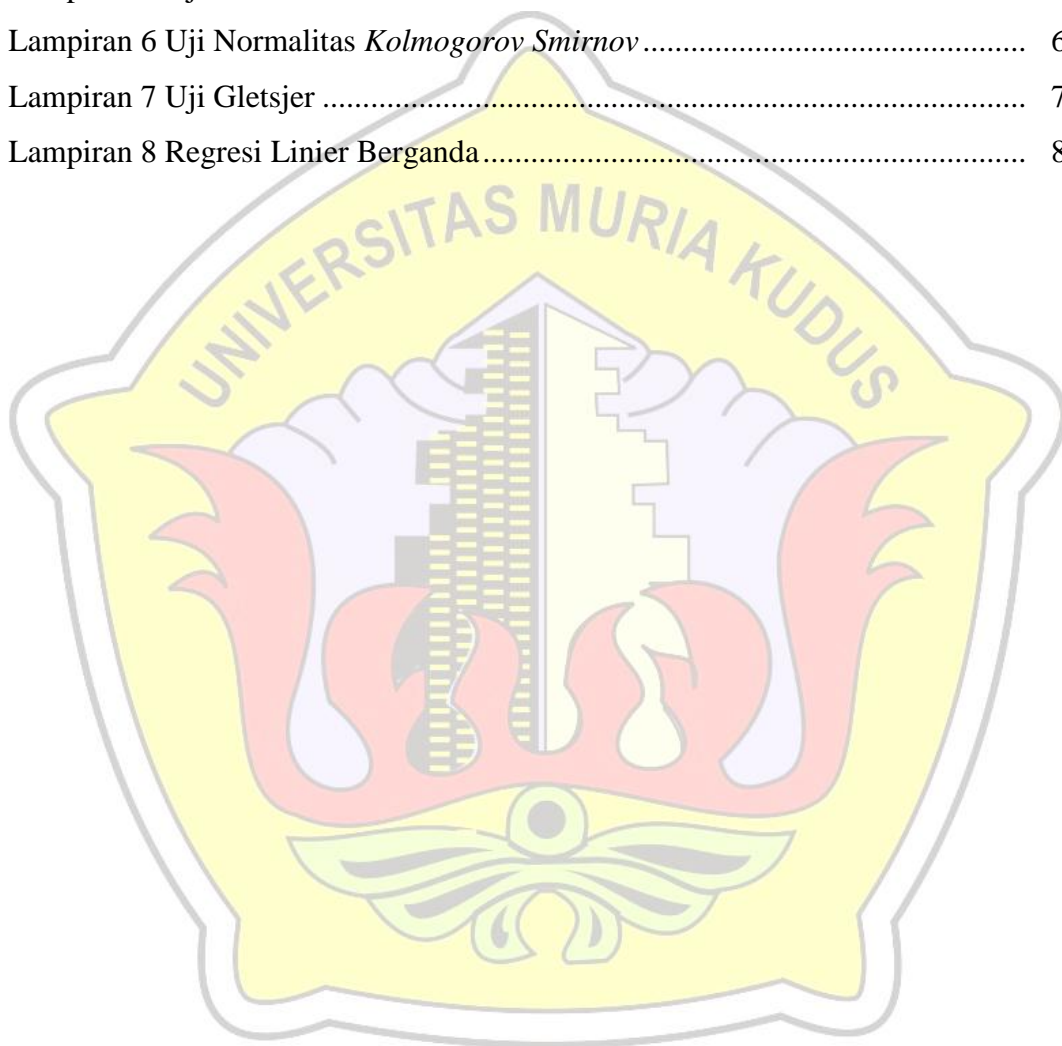 Lampiran 6 Uji Normalitas Kolmogorov Smirnov ................................................ 6
Lampiran 7 Uji Gletsjer .......................................................................... 7
Lampiran 8 Regresi Linier Berganda ......................................................... 8
UNIVERSITAS MURIA KUDUS